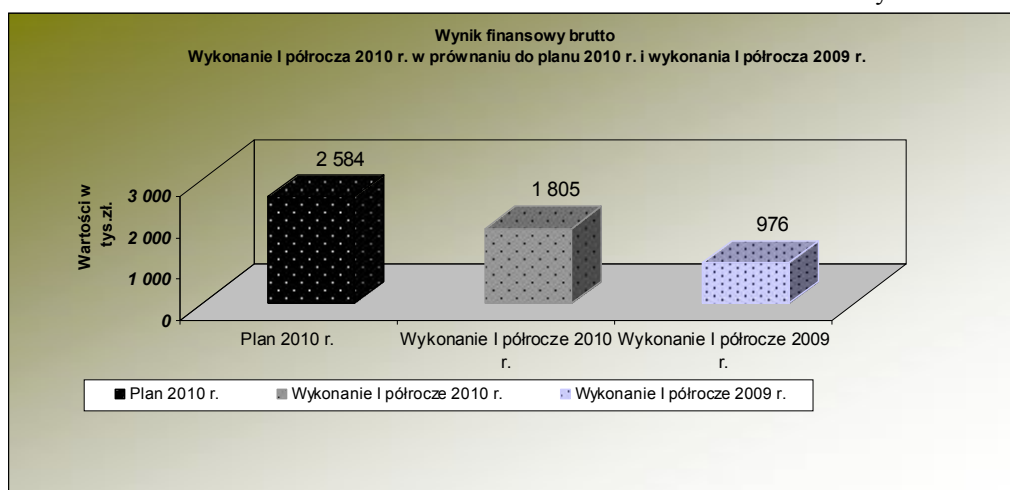 Wynik finansowy brutto
Wykonanie I półrocza 2010 r. w prównaniu do planu 2010 r. i wykonania I półrocza 2009 r.
2 584
1 805
976
Wartości w
tys.zł.
3 000
2 000
1 000
0
Plan 2010 r.
Wykonanie I półrocze 2010
r.
Wykonanie I półrocze 2009
r.
Plan 2010 r.
Wykonanie I półrocze 2010 r.
Wykonanie I półrocze 2009 r.